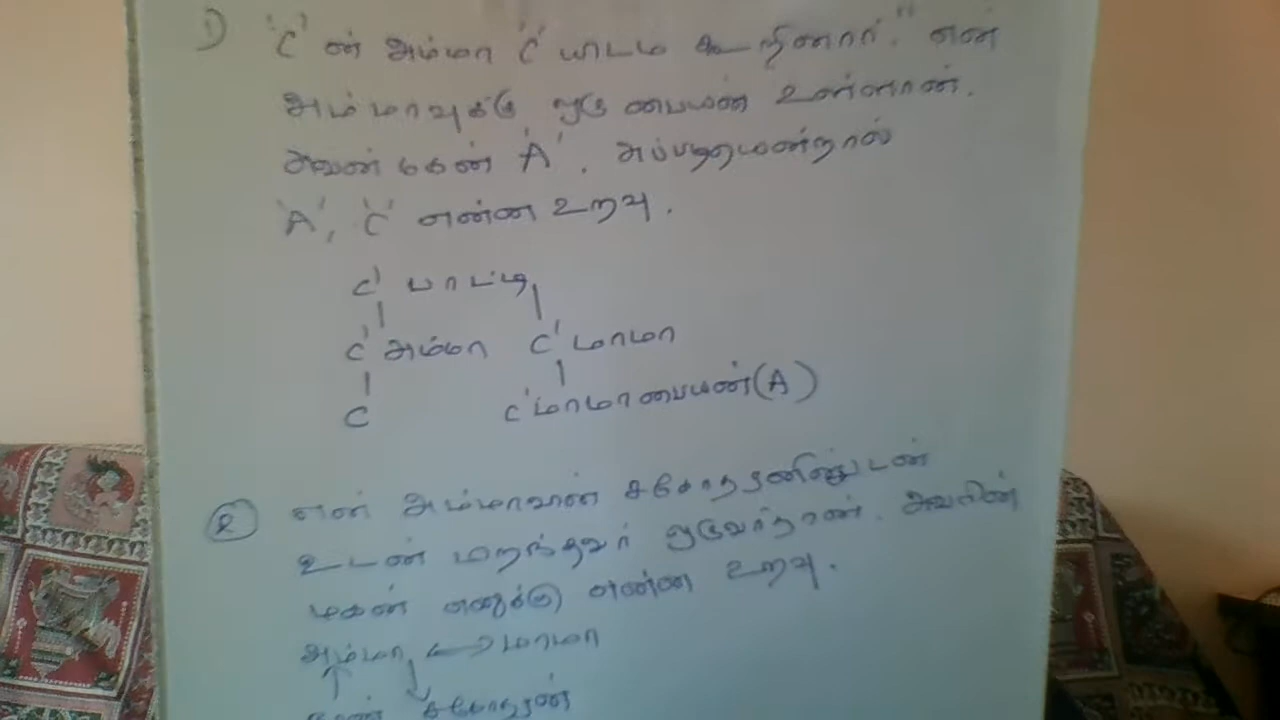 1) 'C' ன் அம்மா 'C' யிடம் கூறினார். " என்
அம்மாவுக்கு ஒரு பையன் உள்ளான்.
அவன் மகன் 'A'. அப்படியென்றால்
'A', 'C' என்ன உறவு.
C' பாட்டி
C' அம்மா C' மாமா
C C' மாமா பையன் (A)
2 என் அம்மாவின் சகோதரனின் உடன்
உடன் பிறந்தவர் ஒருவர்தான். அவரின்
மகன் எனக்கு என்ன உறவு.
அம்மா ↔ மாமா
நான் சகோதரன்